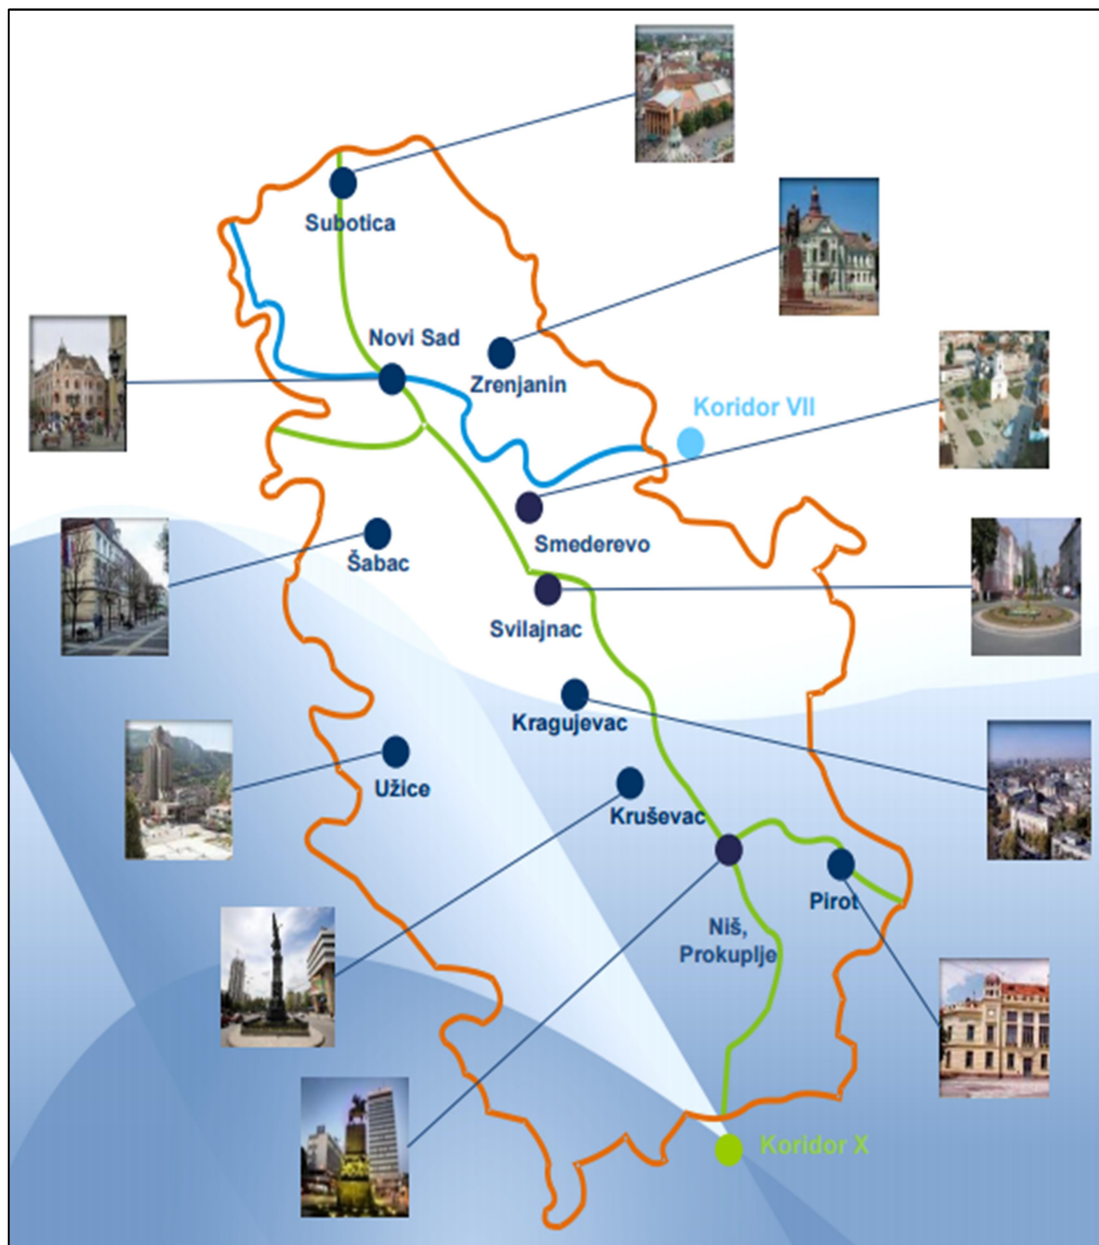 Subotica
Novi Sad
Zrenjanin
Koridor VII
Smederevo
Šabac
Svilajnac
Kragujevac
Užice
Kruševac
Pirot
Niš,
Prokuplje
Koridor X